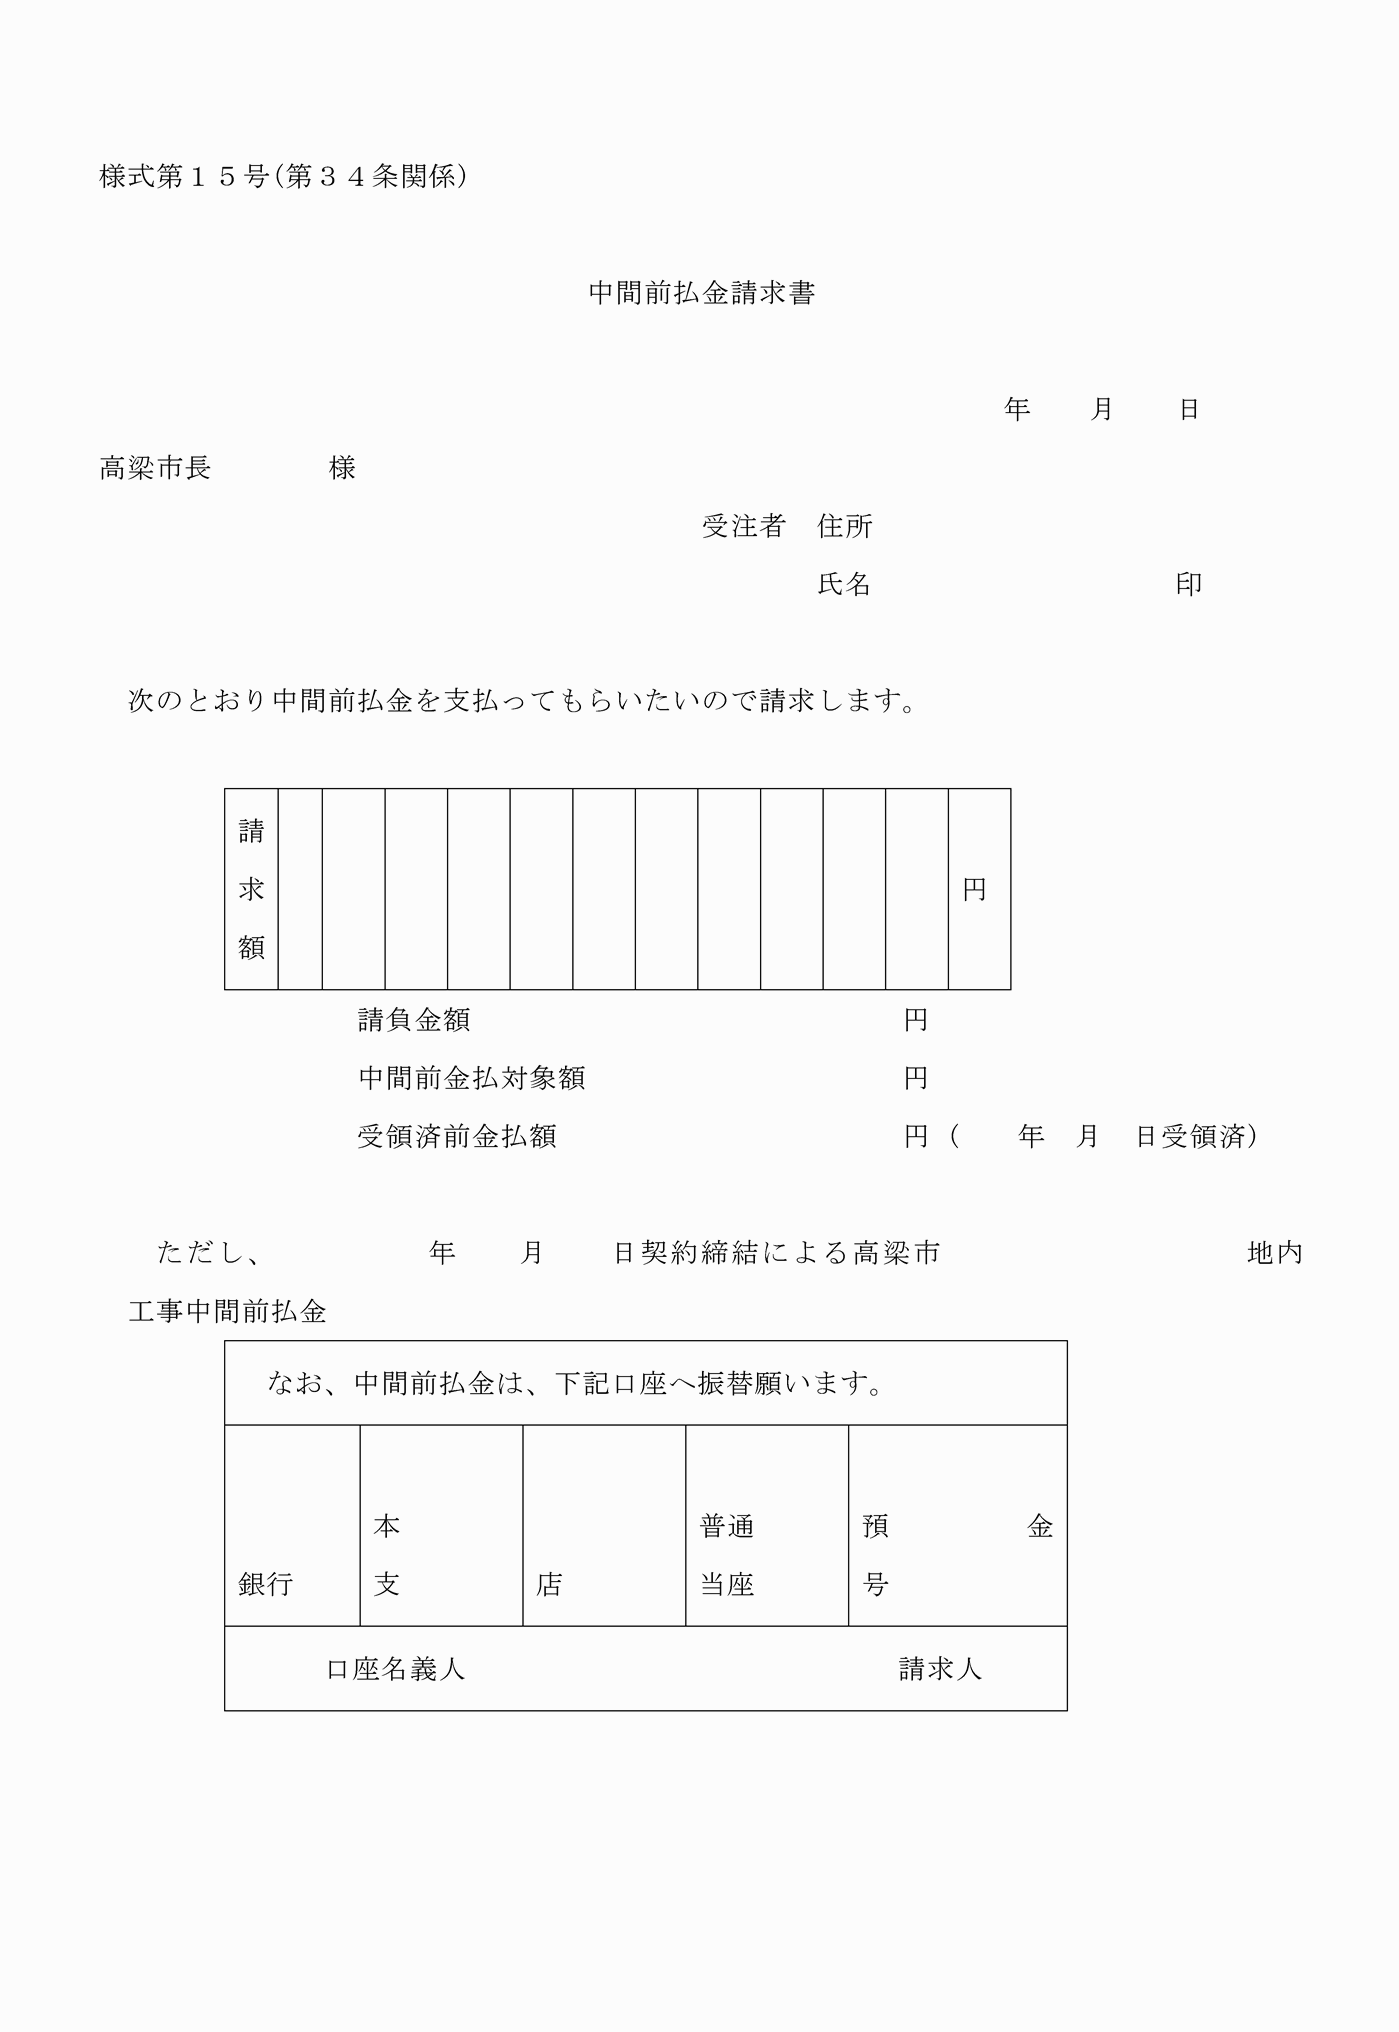 様式第１５号(第３４条関係)
中間前払金請求書
年　　月　　日
高梁市長　　　　様
受注者　住所
氏名　　　　　　　　　　　印
次のとおり中間前払金を支払ってもらいたいので請求します。
請
求　円
額
請負金額　　　　　　　　　　　　　　　円
中間前金払対象額　　　　　　　　　　　円
受領済前金払額　　　　　　　　　　　　円（　　年　月　日受領済）
ただし、　　　　　年　　月　　日契約締結による高梁市　　　　　　　　　　地内
工事中間前払金
なお、中間前払金は、下記口座へ振替願います。
本　普通　預　　　　　金
銀行　支　店　当座　号
口座名義人　　　　　　　　　　　　　　　請求人